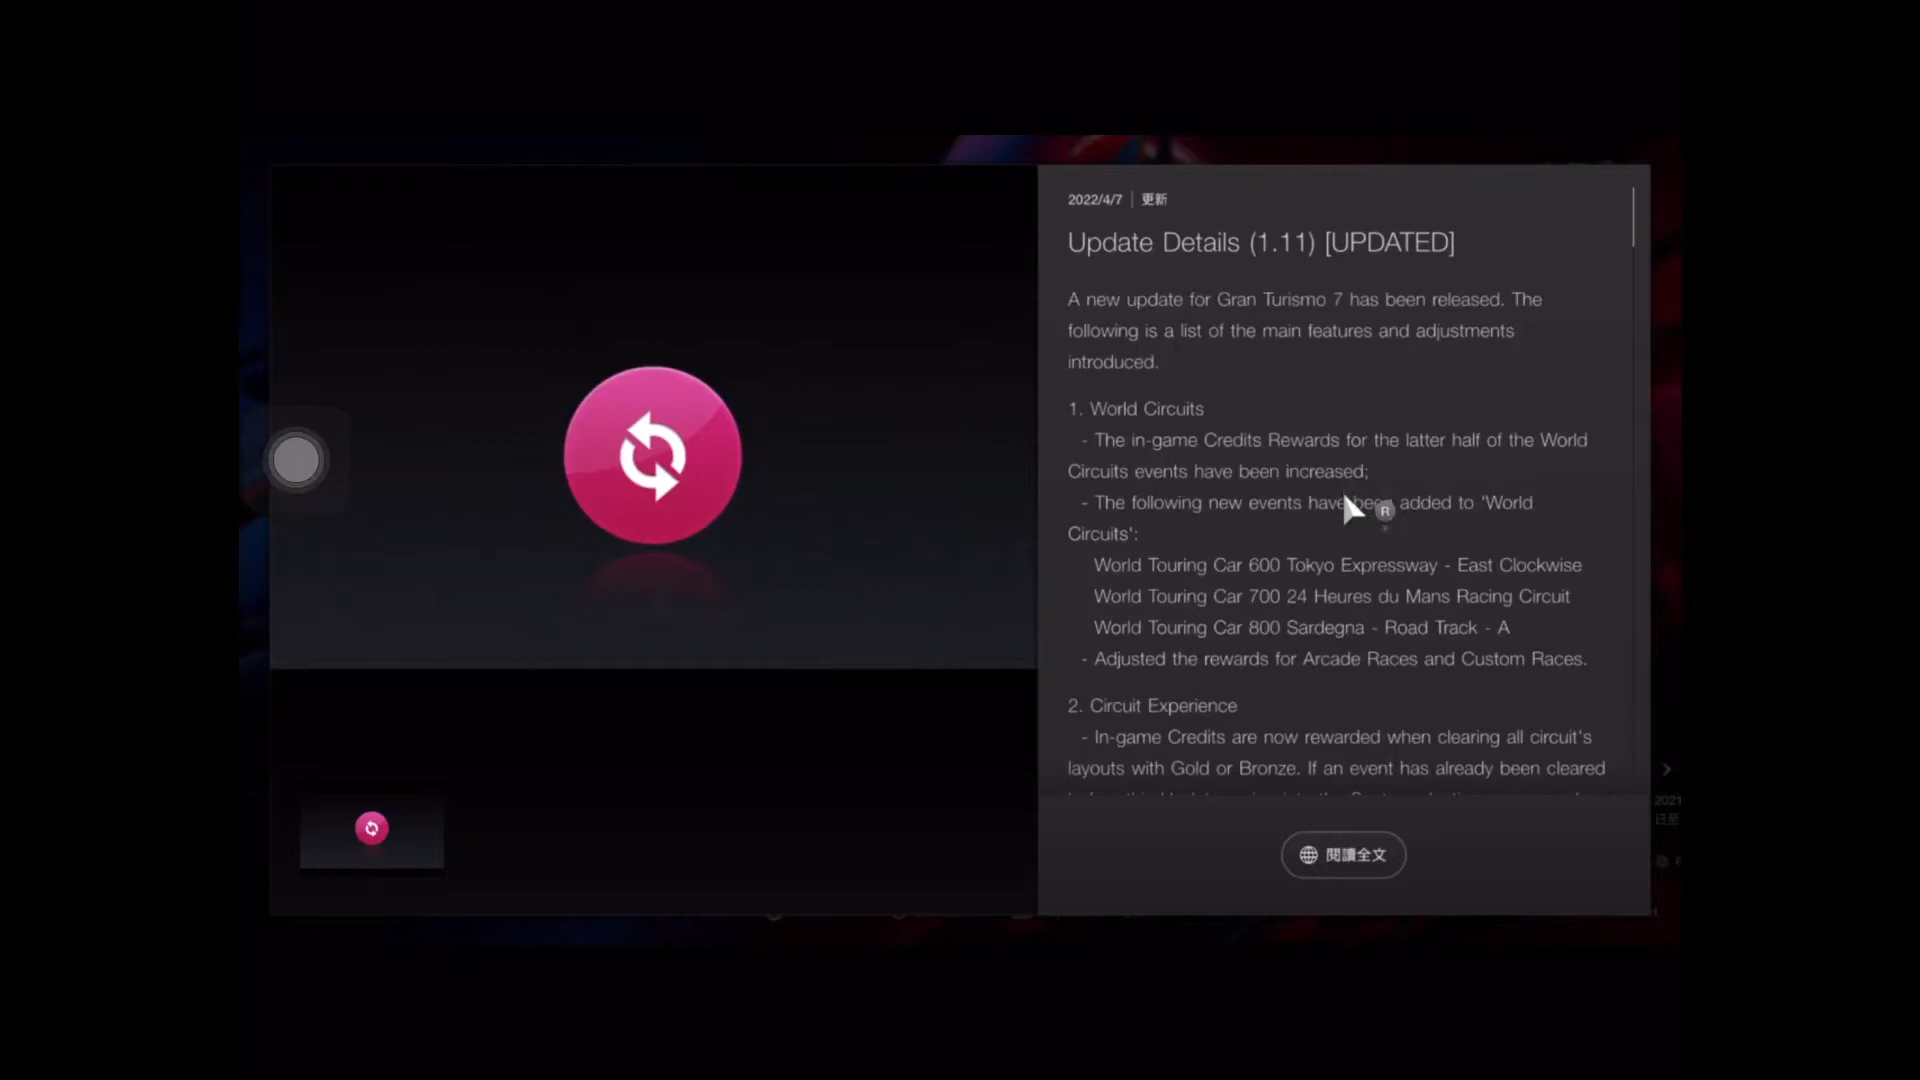 2022/4/7 | 更新
Update Details (1.11) [UPDATED]
A new update for Gran Turismo 7 has been released. The
following is a list of the main features and adjustments
introduced.
1. World Circuits
- The in-game Credits Rewards for the latter half of the World
Circuits events have been increased;
- The following new events have been added to 'World
Circuits':
World Touring Car 600 Tokyo Expressway - East Clockwise
World Touring Car 700 24 Heures du Mans Racing Circuit
World Touring Car 800 Sardegna - Road Track - A
- Adjusted the rewards for Arcade Races and Custom Races.
2. Circuit Experience
- In-game Credits are now rewarded when clearing all circuit's
layouts with Gold or Bronze. If an event has already been cleared
R
2021
日至
閱讀全文